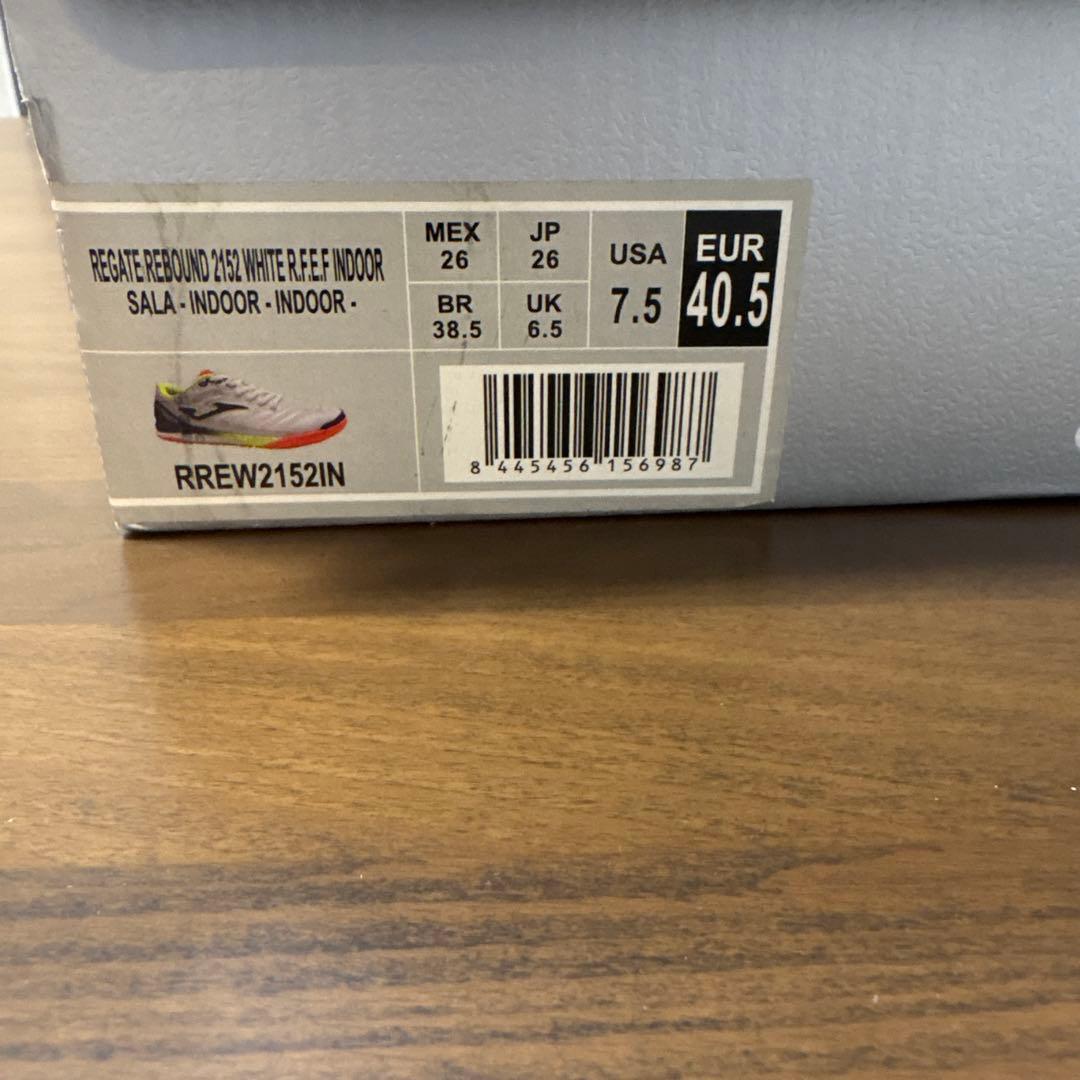 REGATE REBOUND 2152 WHITE R.F.E.F INDOOR
SALA - INDOOR - INDOOR -
MEX
26
JP
26
BR
38.5
UK
6.5
USA
7.5
EUR
40.5
RREW2152IN
8 445456 156987